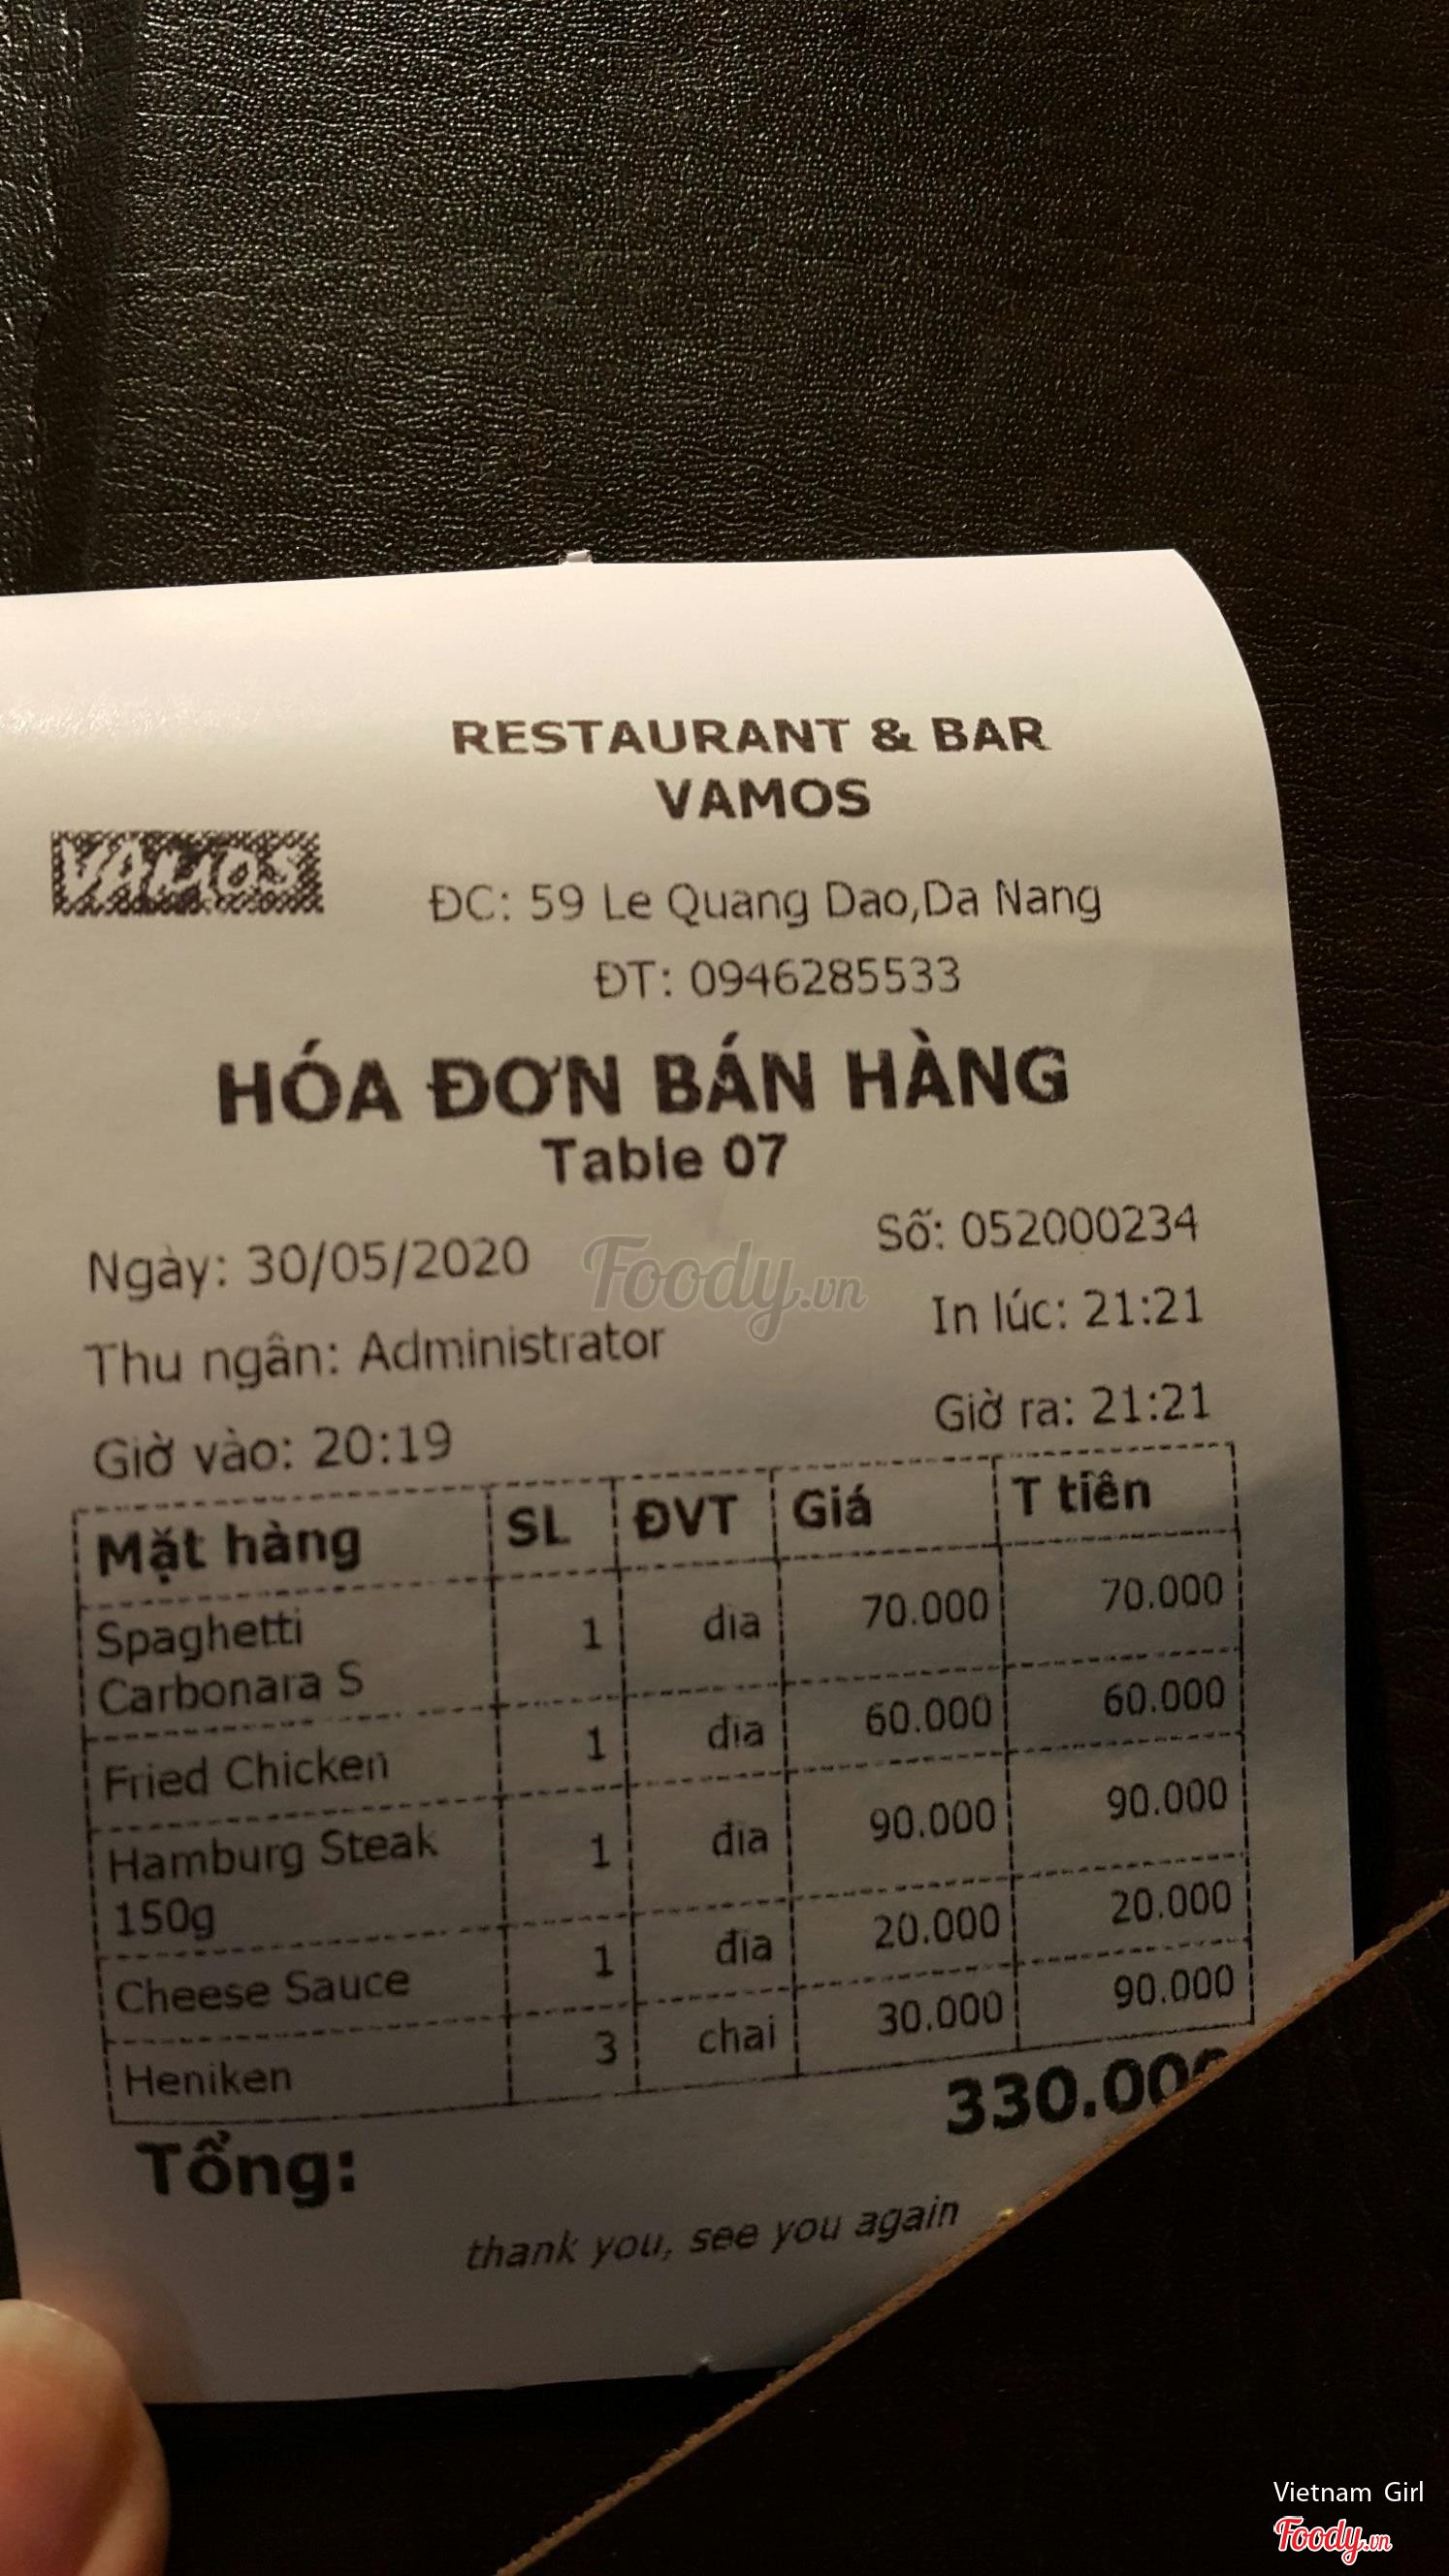 RESTAURANT & BAR
VAMOS
VAMOS
ĐC: 59 Le Quang Dao,Da Nang
ĐT: 0946285533
HÓA ĐƠN BÁN HÀNG
Table 07
Ngày: 30/05/2020 Số: 052000234
Foody.vn
Thu ngân: Administrator In lúc: 21:21
Giờ vào: 20:19 Giờ ra: 21:21
Mặt hàng SL ĐVT Giá T tiền
Spaghetti
Carbonara S 1 dia 70.000 70.000
Fried Chicken 1 dia 60.000 60.000
Hamburg Steak
150g 1 đia 90.000 90.000
Cheese Sauce 1 đia 20.000 20.000
Heniken 3 chai 30.000 90.000
Tổng: 330.000
thank you, see you again
Vietnam Girl
Foody.vn